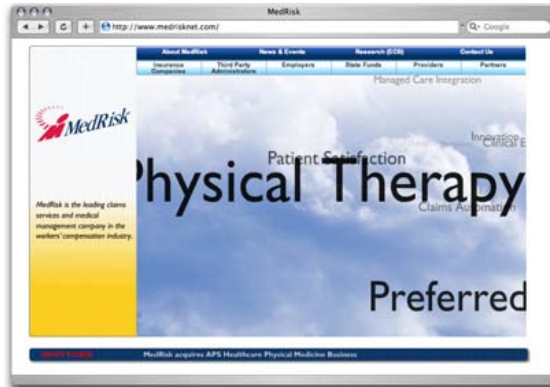 MedRisk
http://www.medrisknet.com/
Google
About MedRisk News & Events Research (ECS) Contact Us
Insurance Companies Third Party Administrators Employers State Funds Providers Partners
Managed Care Integration
MedRisk
Innovation
Clinical E
Patient Satisfaction
Physical Therapy
Claims Automation
MedRisk is the leading claims
services and medical
management company in the
workers' compensation industry.
Preferred
MedRisk acquires APS Healthcare Physical Medicine Business